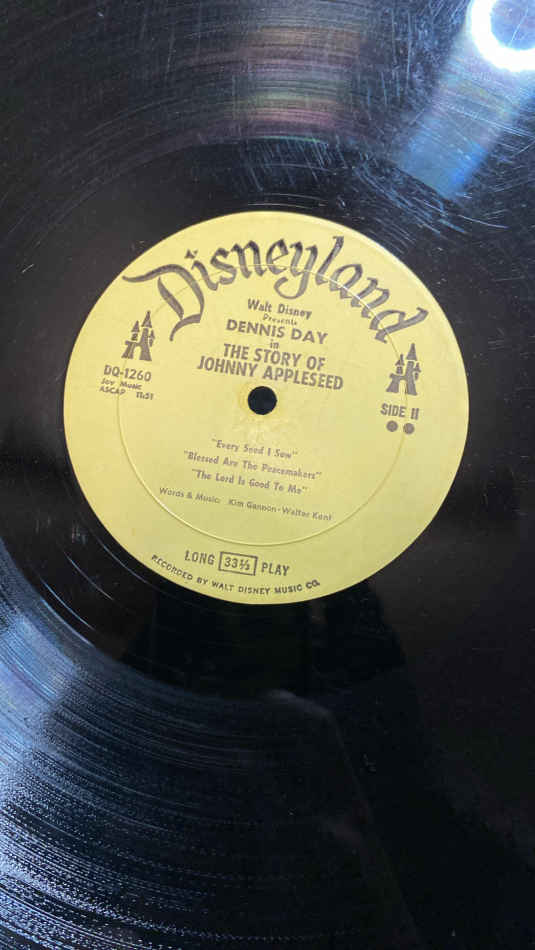 Disneyland
Walt Disney
Presents
DENNIS DAY
in
THE STORY OF
JOHNNY APPLESEED
DQ-1260
Joy Music
ASCAP 11:51
SIDE II
"Every Seed I Sow"
"Blessed Are The Peacemakers"
"The Lord Is Good To Me"
Words & Music: Kim Gannon - Walter Kent
LONG 33⅓ PLAY
RECORDED BY WALT DISNEY MUSIC CO.